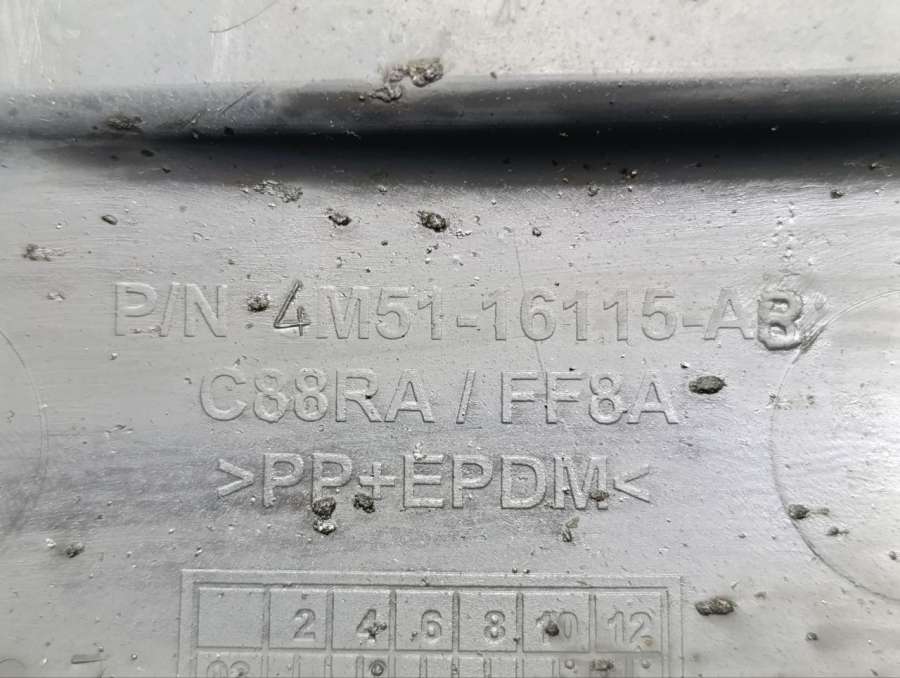 P/N 4M51-16115-AB
C88RA / FF8A
>PP+EPDM<
2 4 6 8 10 12